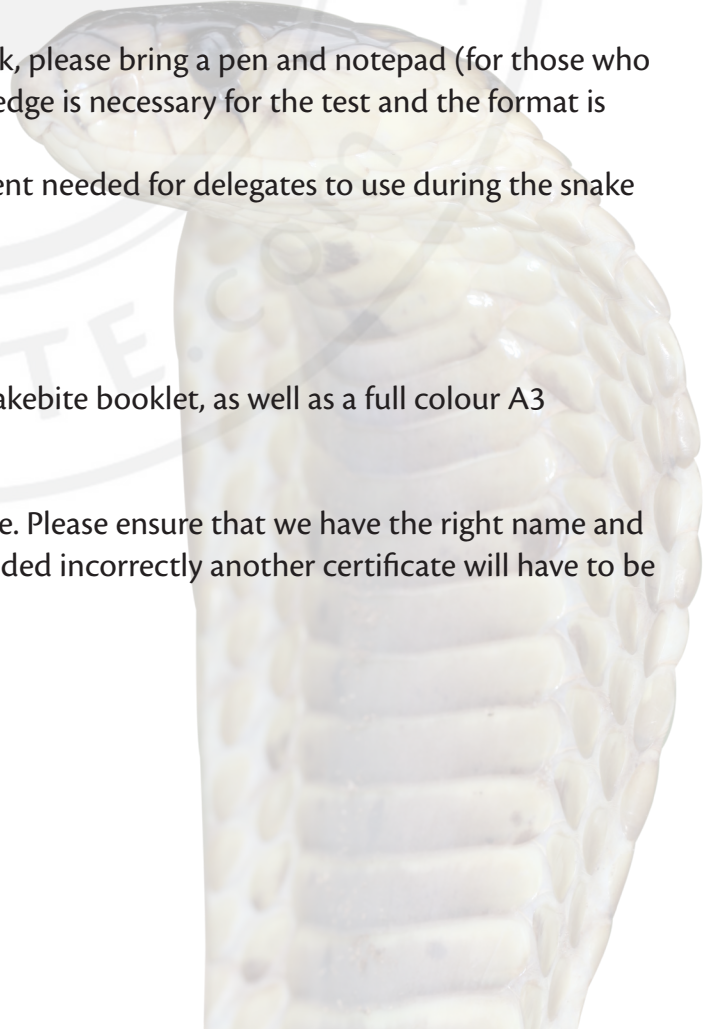 k, please bring a pen and notepad (for those who
edge is necessary for the test and the format is
ent needed for delegates to use during the snake
TE.com
akebite booklet, as well as a full colour A3
e. Please ensure that we have the right name and
ded incorrectly another certificate will have to be